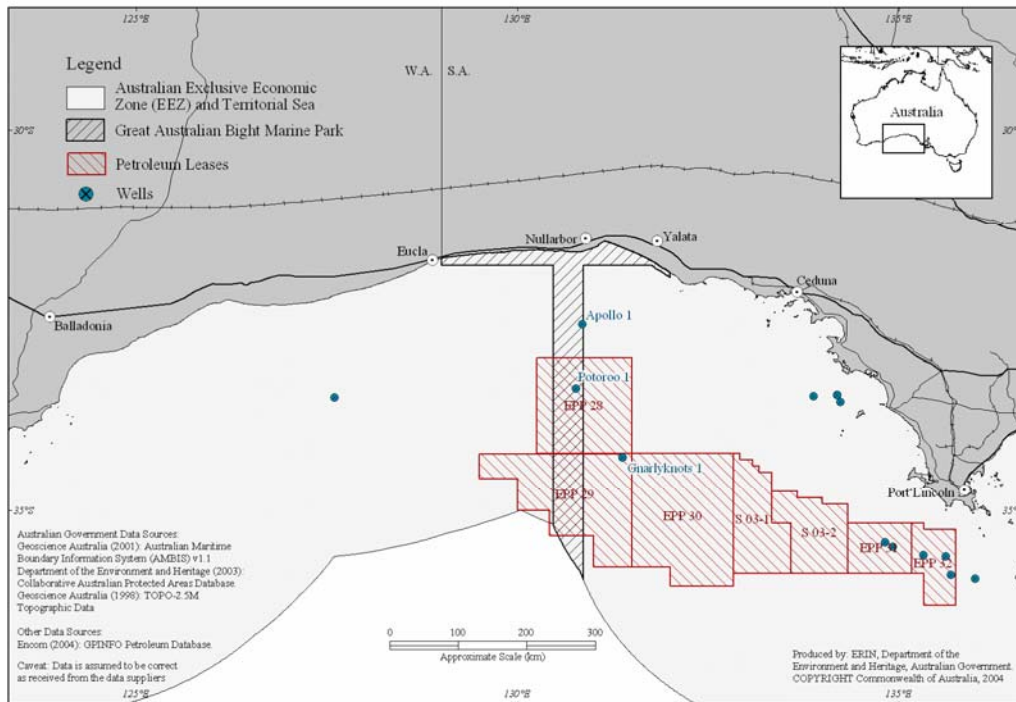 125°E
130°E
135°E
Legend
Australian Exclusive Economic
Zone (EEZ) and Territorial Sea
Great Australian Bight Marine Park
Petroleum Leases
Wells
W.A.
S.A.
Australia
30°S
30°S
Eucla
Nullarbor
Yalata
Ceduna
Balladonia
Apollo 1
Potoroo 1
EPP 28
Gnarlyknots 1
EPP 29
EPP 30
S 03-1
S 03-2
EPP 31
EPP 32
Port Lincoln
35°S
35°S
Australian Government Data Sources:
Geoscience Australia (2001): Australian Maritime
Boundary Information System (AMBIS) v1.1
Department of the Environment and Heritage (2003):
Collaborative Australian Protected Areas Database.
Geoscience Australia (1998): TOPO-2.5M
Topographic Data
Other Data Sources:
Encom (2004): GPINFO Petroleum Database.
Caveat: Data is assumed to be correct
as received from the data suppliers
0 100 200 300
Approximate Scale (km)
Produced by: ERIN, Department of the
Environment and Heritage, Australian Government.
COPYRIGHT Commonwealth of Australia, 2004
125°E
130°E
135°E